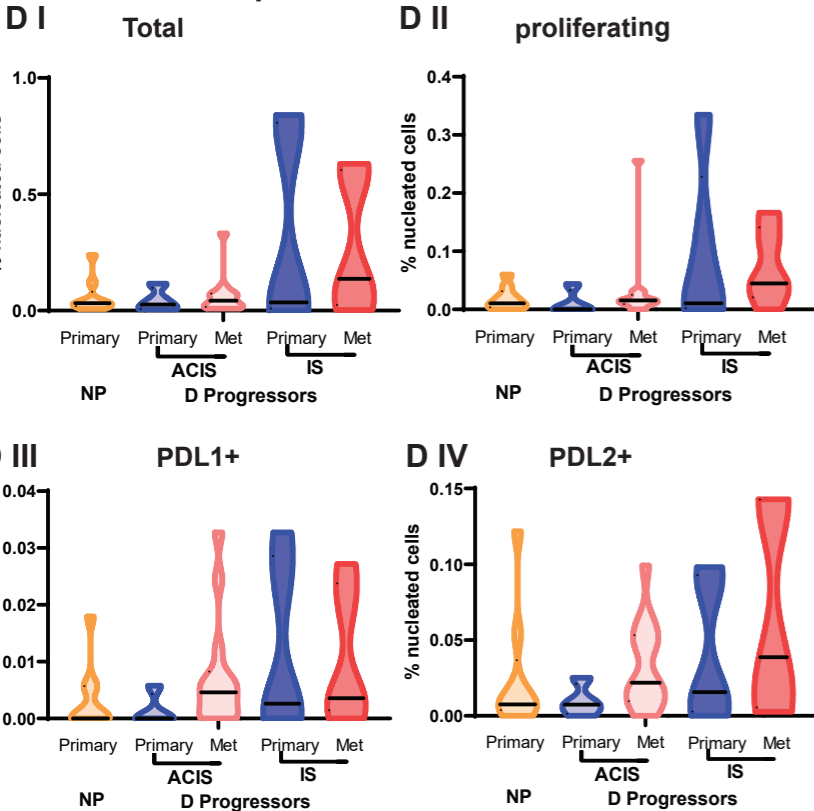 D I
Total
1.0
0.5
0.0
Primary Primary Met Primary Met
ACIS IS
NP D Progressors
D II
proliferating
% nucleated cells
0.4
0.3
0.2
0.1
0.0
Primary Primary Met Primary Met
ACIS IS
NP D Progressors
III
PDL1+
0.04
0.03
0.02
0.01
0.00
Primary Primary Met Primary Met
ACIS IS
NP D Progressors
D IV
PDL2+
% nucleated cells
0.15
0.10
0.05
0.00
Primary Primary Met Primary Met
ACIS IS
NP D Progressors